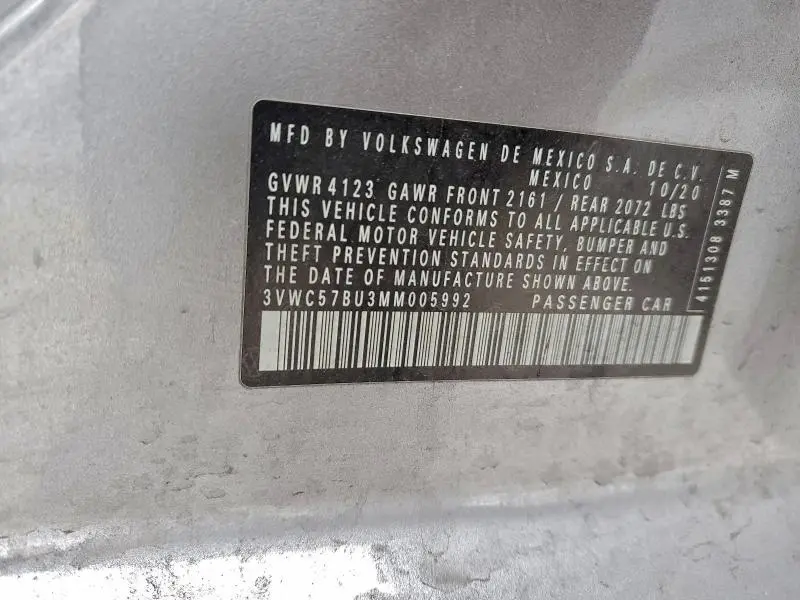 MFD BY VOLKSWAGEN DE MEXICO S.A. DE C.V.
MEXICO 10/20
GVWR 4123 GAWR FRONT 2161 / REAR 2072 LBS
THIS VEHICLE CONFORMS TO ALL APPLICABLE U.S.
FEDERAL MOTOR VEHICLE SAFETY, BUMPER AND
THEFT PREVENTION STANDARDS IN EFFECT ON
THE DATE OF MANUFACTURE SHOWN ABOVE.
3VWC57BU3MM005992 PASSENGER CAR
4151308 3387 M